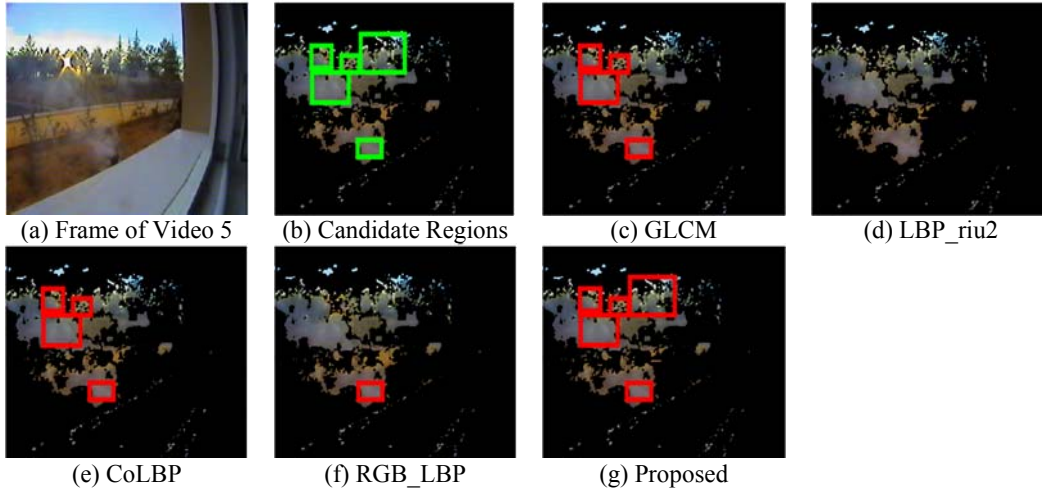 (a) Frame of Video 5
(b) Candidate Regions
(c) GLCM
(d) LBP_riu2
(e) CoLBP
(f) RGB_LBP
(g) Proposed